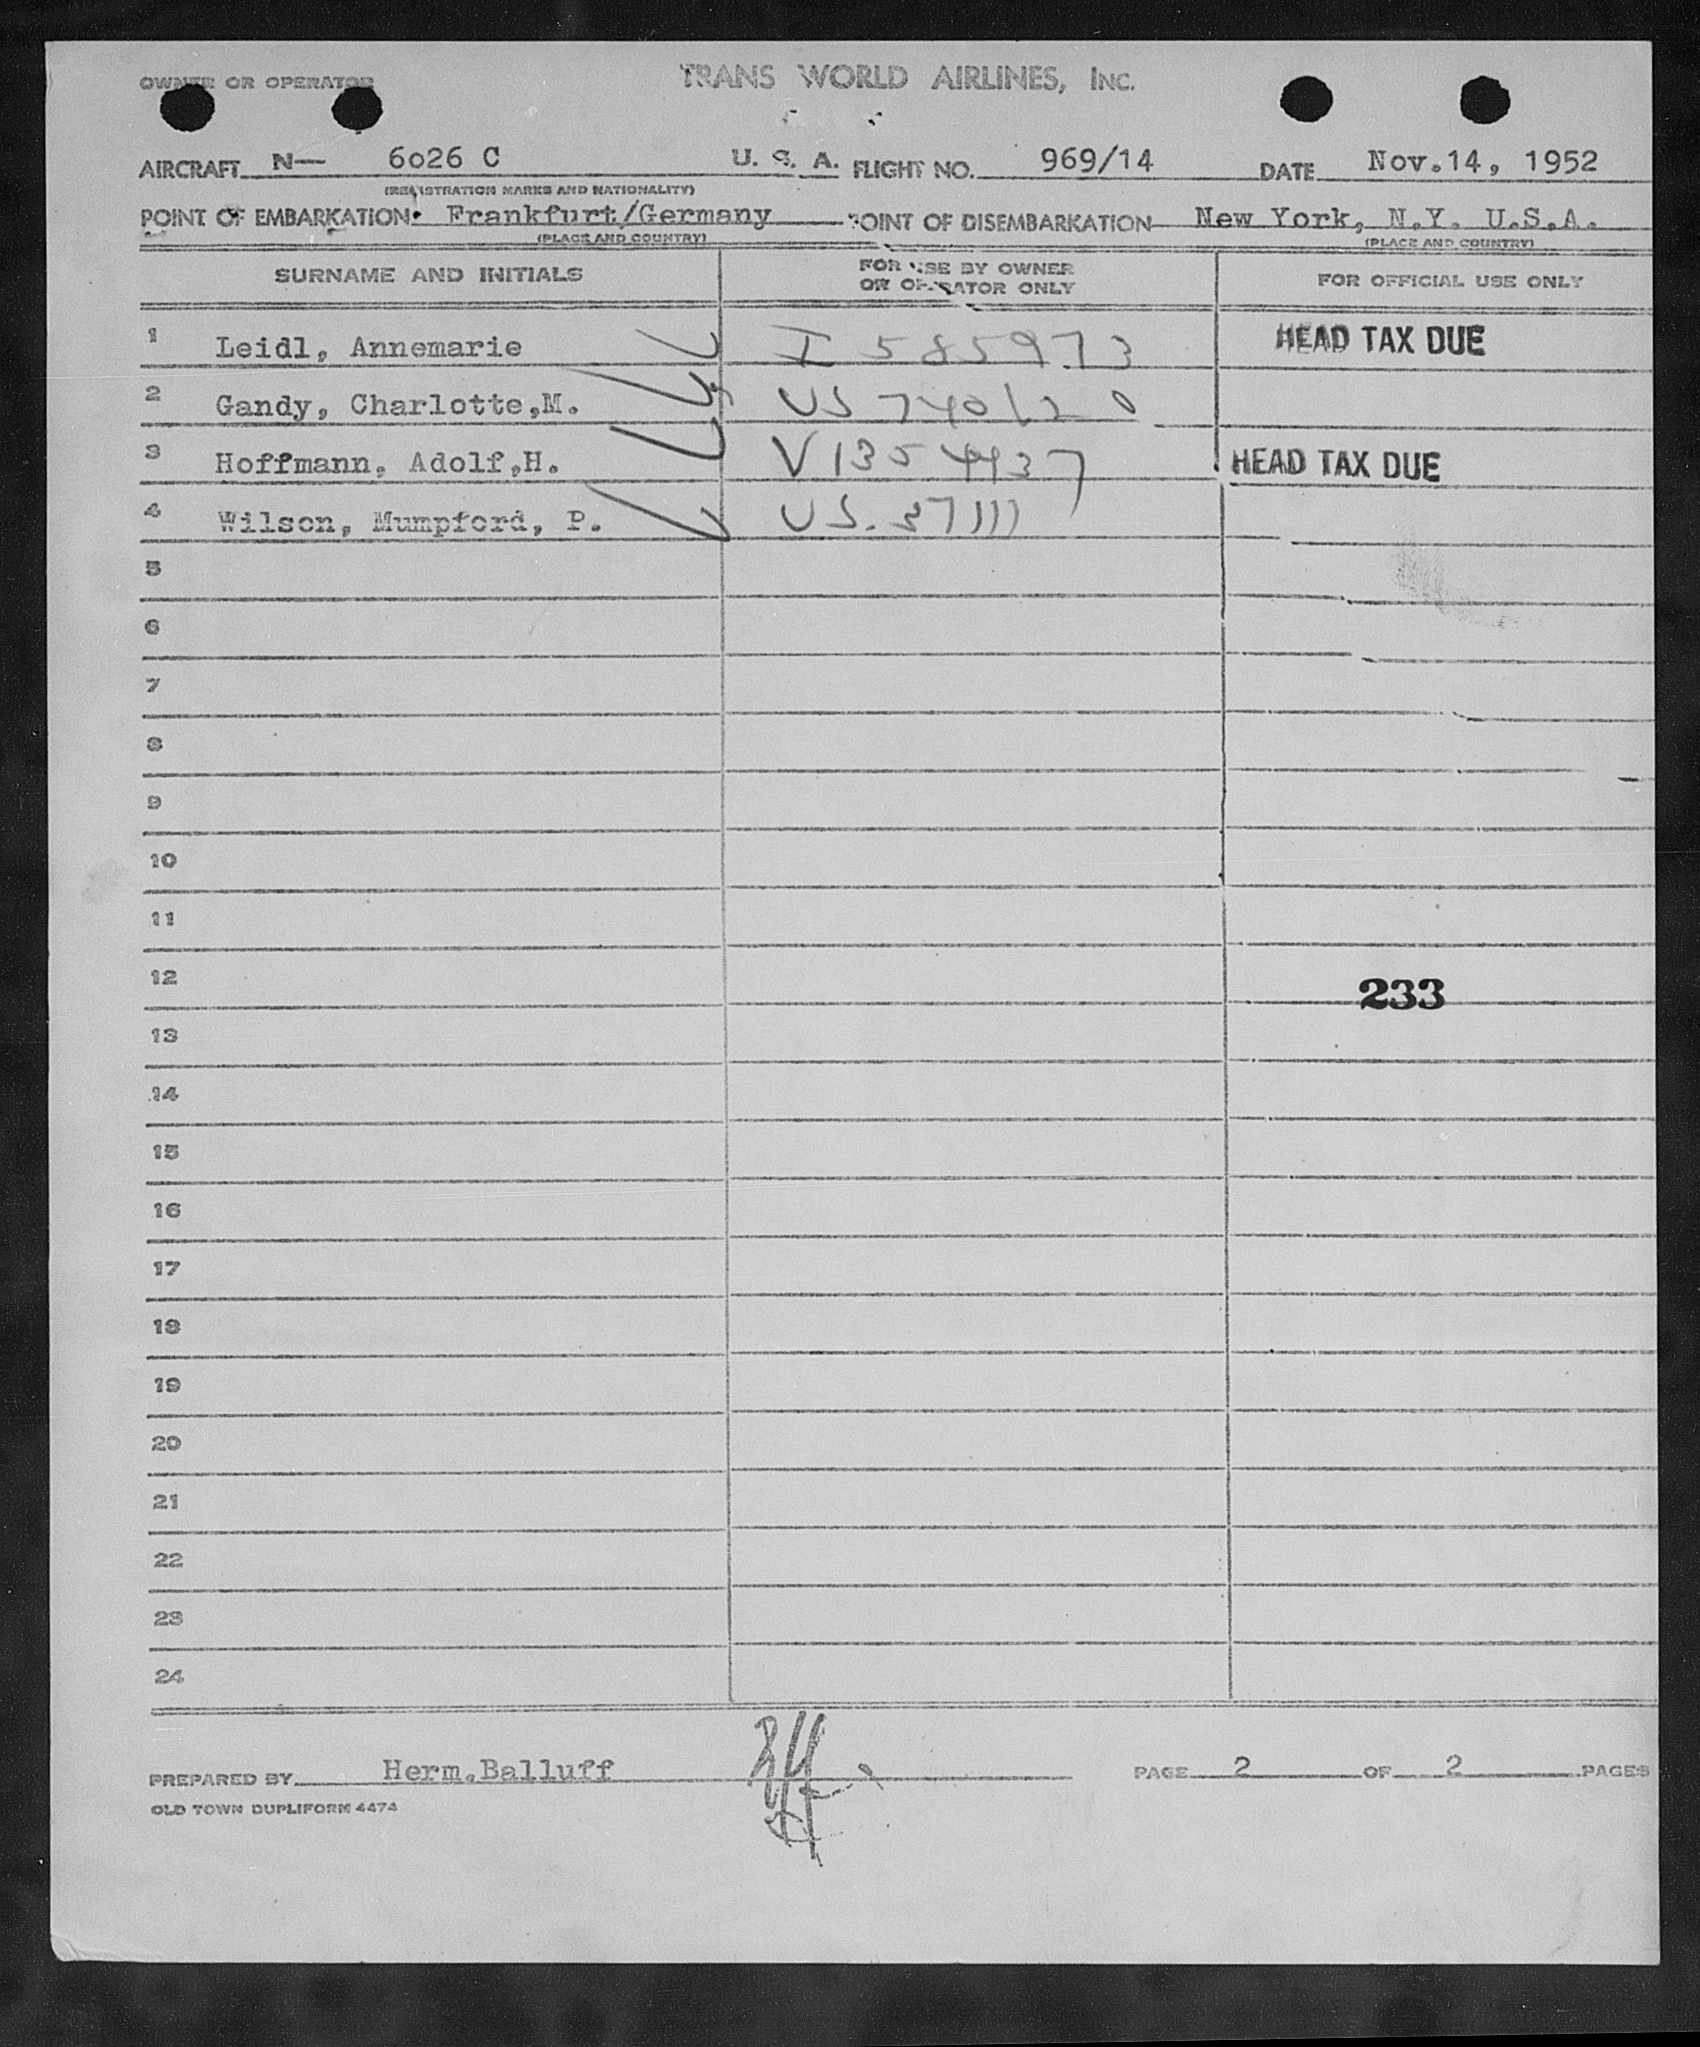 OWNER OR OPERATOR TRANS WORLD AIRLINES, INC.
AIRCRAFT N— 6026 C U. S. A. FLIGHT NO. 969/14 DATE Nov.14, 1952
(REGISTRATION MARKS AND NATIONALITY)
POINT OF EMBARKATION Frankfurt/Germany POINT OF DISEMBARKATION New York, N.Y. U.S.A.
(PLACE AND COUNTRY) (PLACE AND COUNTRY)
SURNAME AND INITIALS FOR USE BY OWNER OR OPERATOR ONLY FOR OFFICIAL USE ONLY
1 Leidl, Annemarie I 585973 HEAD TAX DUE
2 Gandy, Charlotte,M. US 740120
3 Hoffmann, Adolf,H. V 1354437 HEAD TAX DUE
4 Wilson, Mumpford, P. US. 37111
5
6
7
8
9
10
11
12 233
13
14
15
16
17
18
19
20
21
22
23
24
PREPARED BY Herm.Balluff PAGE 2 OF 2 PAGES
OLD TOWN DUPLIFORM 4474